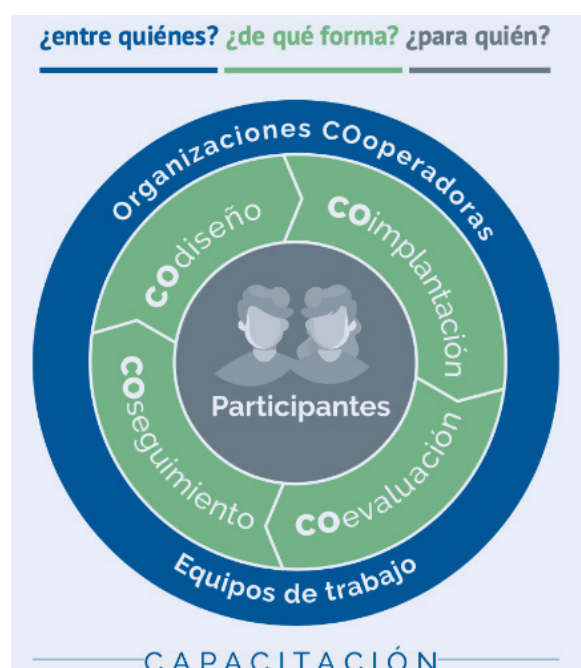 ¿entre quiénes? ¿de qué forma? ¿para quién?
Organizaciones COoperadoras
COdiseño
COimplantación
Participantes
COseguimiento
COevaluación
Equipos de trabajo
CAPACITACIÓN